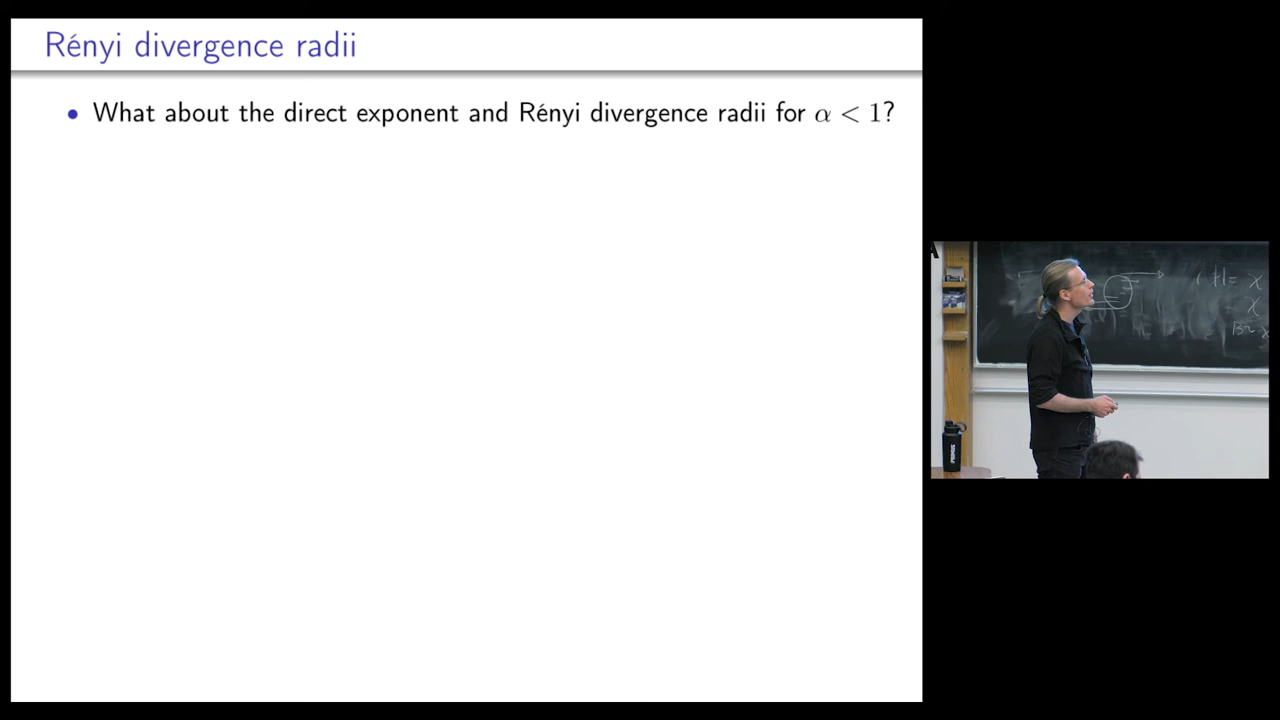 Rényi divergence radii
• What about the direct exponent and Rényi divergence radii for α < 1?